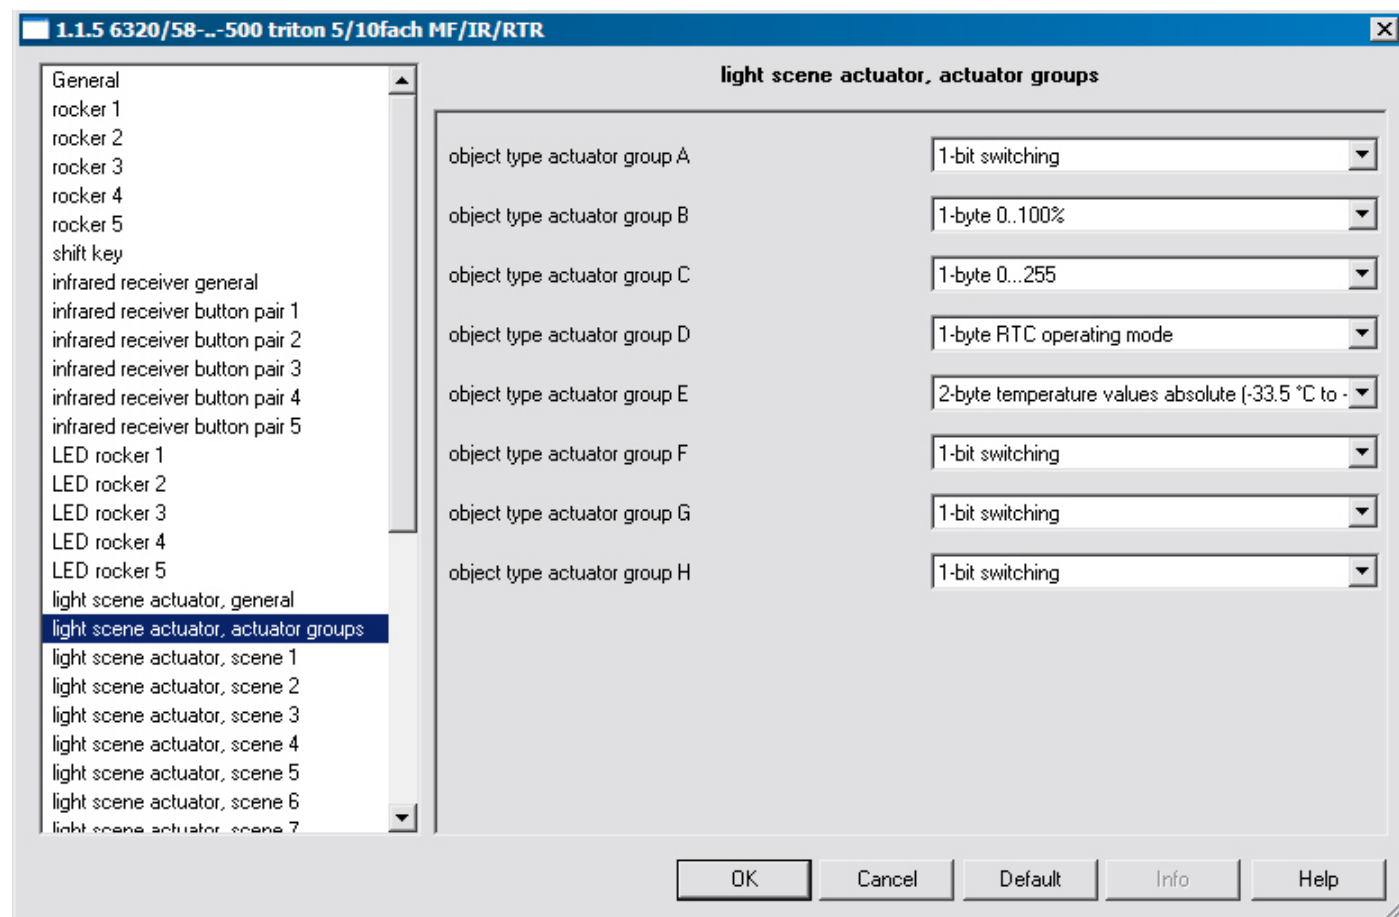 1.1.5 6320/58-..-500 triton 5/10fach MF/IR/RTR
General
rocker 1
rocker 2
rocker 3
rocker 4
rocker 5
shift key
infrared receiver general
infrared receiver button pair 1
infrared receiver button pair 2
infrared receiver button pair 3
infrared receiver button pair 4
infrared receiver button pair 5
LED rocker 1
LED rocker 2
LED rocker 3
LED rocker 4
LED rocker 5
light scene actuator, general
light scene actuator, actuator groups
light scene actuator, scene 1
light scene actuator, scene 2
light scene actuator, scene 3
light scene actuator, scene 4
light scene actuator, scene 5
light scene actuator, scene 6
light scene actuator, scene 7
light scene actuator, actuator groups
object type actuator group A 1-bit switching
object type actuator group B 1-byte 0..100%
object type actuator group C 1-byte 0...255
object type actuator group D 1-byte RTC operating mode
object type actuator group E 2-byte temperature values absolute (-33.5 °C to -
object type actuator group F 1-bit switching
object type actuator group G 1-bit switching
object type actuator group H 1-bit switching
OK Cancel Default Info Help